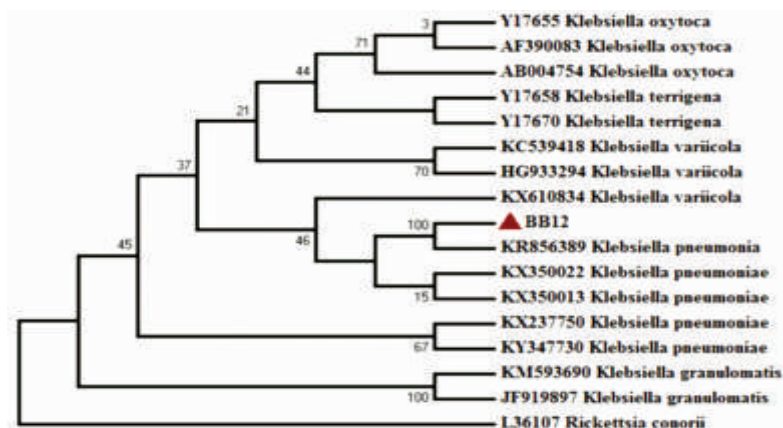 3
Y17655 Klebsiella oxytoca
71
AF390083 Klebsiella oxytoca
44
AB004754 Klebsiella oxytoca
Y17658 Klebsiella terrigena
21
Y17670 Klebsiella terrigena
KC539418 Klebsiella variicola
37
HG933294 Klebsiella variicola
70
KX610834 Klebsiella variicola
100
BB12
46
KR856389 Klebsiella pneumonia
45
KX350022 Klebsiella pneumoniae
15
KX350013 Klebsiella pneumoniae
KX237750 Klebsiella pneumoniae
67
KY347730 Klebsiella pneumoniae
KM593690 Klebsiella granulomatis
100
JF919897 Klebsiella granulomatis
L36107 Rickettsia conorii